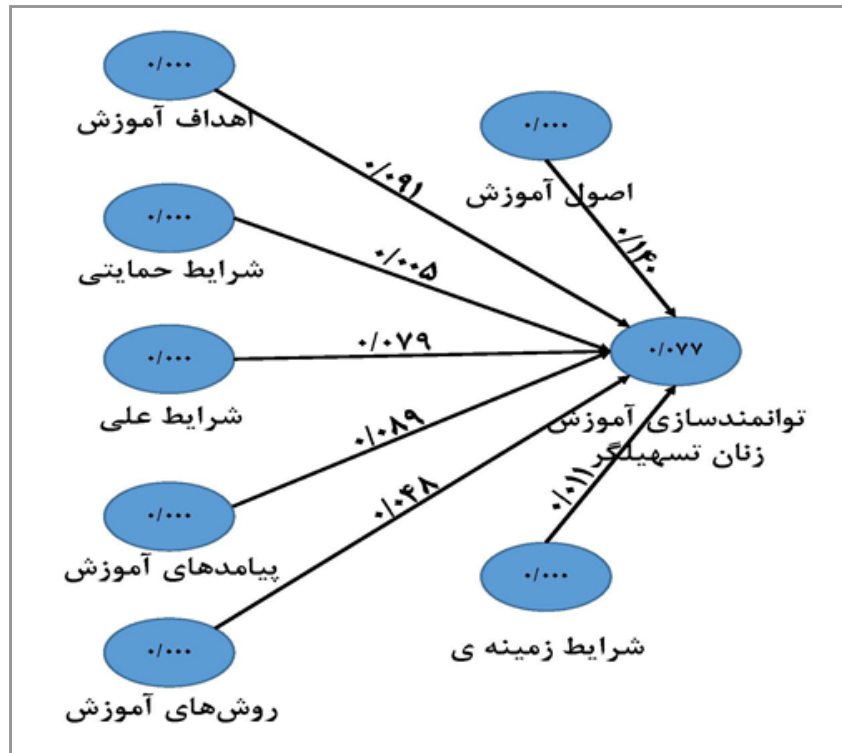 ۰/۰۰۰
اهداف آموزش
۰/۰۰۰
اصول آموزش
۰/۰۹۱
۰/۱۴۰
۰/۰۰۰
شرایط حمایتی
۰/۰۰۵
۰/۰۰۰
شرایط علی
۰/۰۷۹
۰/۰۷۷
توانمندسازی آموزش
زنان تسهیلگر
۰/۰۸۹
۰/۰۰۰
پیامدهای آموزش
۰/۰۴۸
۰/۰۱۱
۰/۰۰۰
شرایط زمینه ی
۰/۰۰۰
روش‌های آموزش